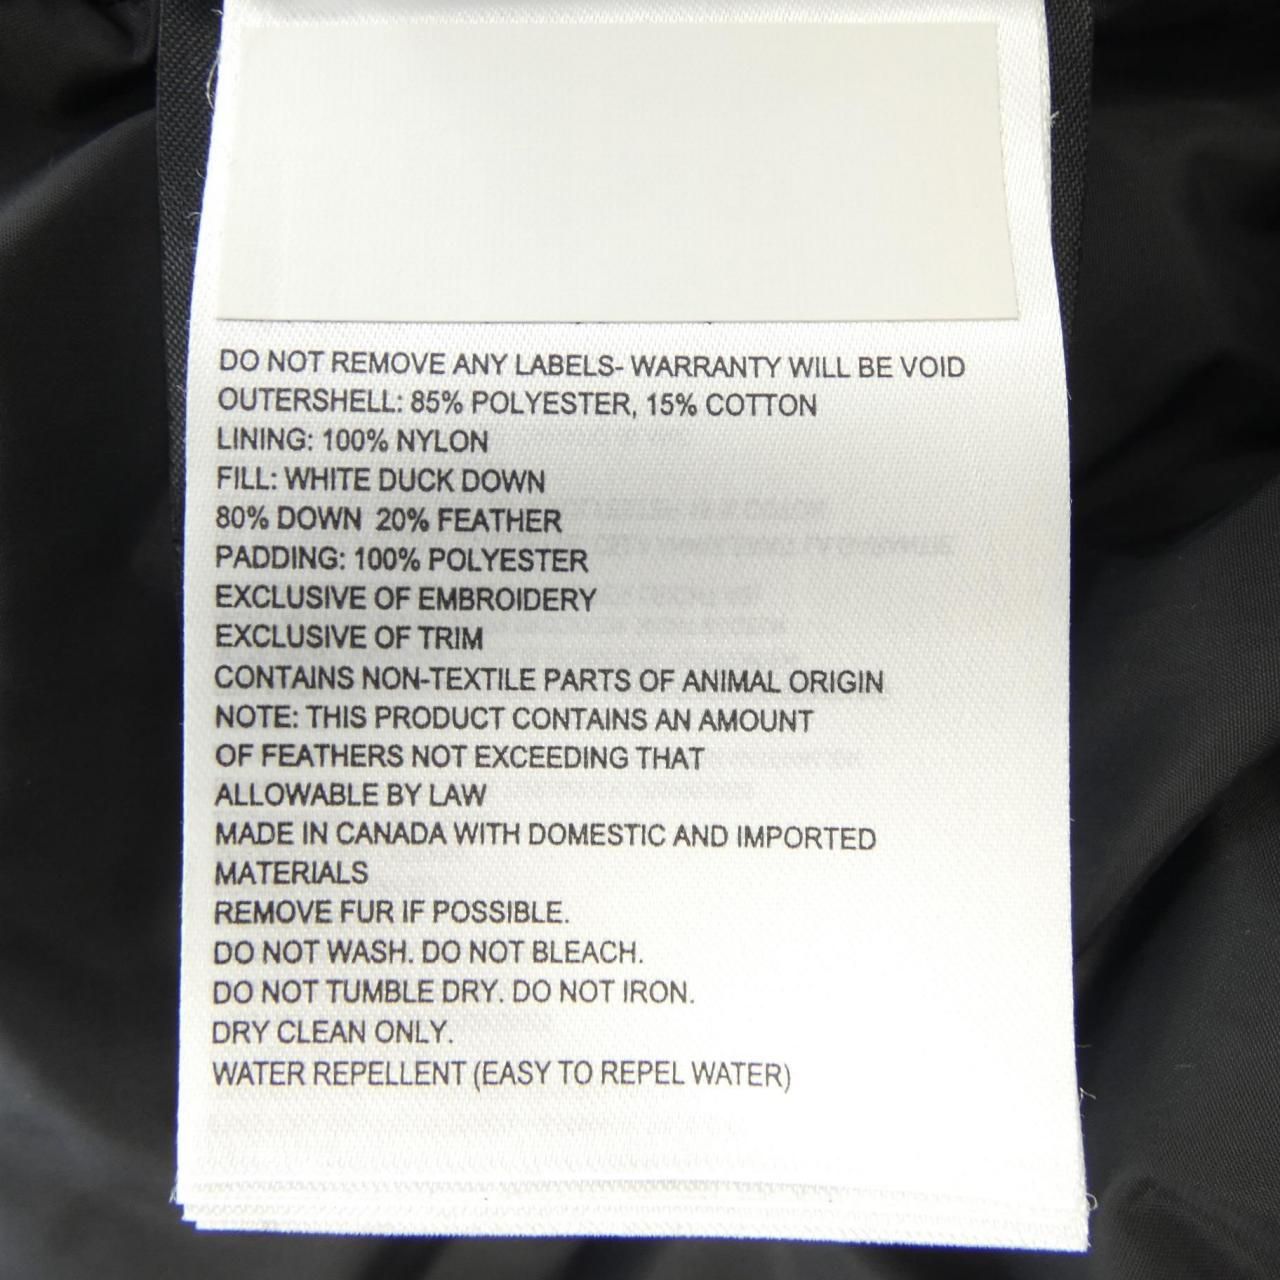 DO NOT REMOVE ANY LABELS- WARRANTY WILL BE VOID
OUTERSHELL: 85% POLYESTER, 15% COTTON
LINING: 100% NYLON
FILL: WHITE DUCK DOWN
80% DOWN 20% FEATHER
PADDING: 100% POLYESTER
EXCLUSIVE OF EMBROIDERY
EXCLUSIVE OF TRIM
CONTAINS NON-TEXTILE PARTS OF ANIMAL ORIGIN
NOTE: THIS PRODUCT CONTAINS AN AMOUNT
OF FEATHERS NOT EXCEEDING THAT
ALLOWABLE BY LAW
MADE IN CANADA WITH DOMESTIC AND IMPORTED
MATERIALS
REMOVE FUR IF POSSIBLE.
DO NOT WASH. DO NOT BLEACH.
DO NOT TUMBLE DRY. DO NOT IRON.
DRY CLEAN ONLY.
WATER REPELLENT (EASY TO REPEL WATER)